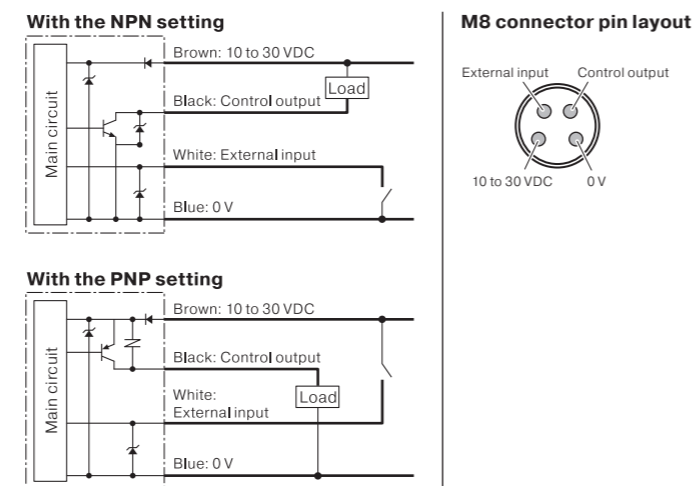 With the NPN setting
Main circuit
Brown: 10 to 30 VDC
Load
Black: Control output
White: External input
Blue: 0 V
With the PNP setting
Main circuit
Brown: 10 to 30 VDC
Black: Control output
White:
External input
Load
Blue: 0 V
M8 connector pin layout
External input
Control output
10 to 30 VDC
0 V